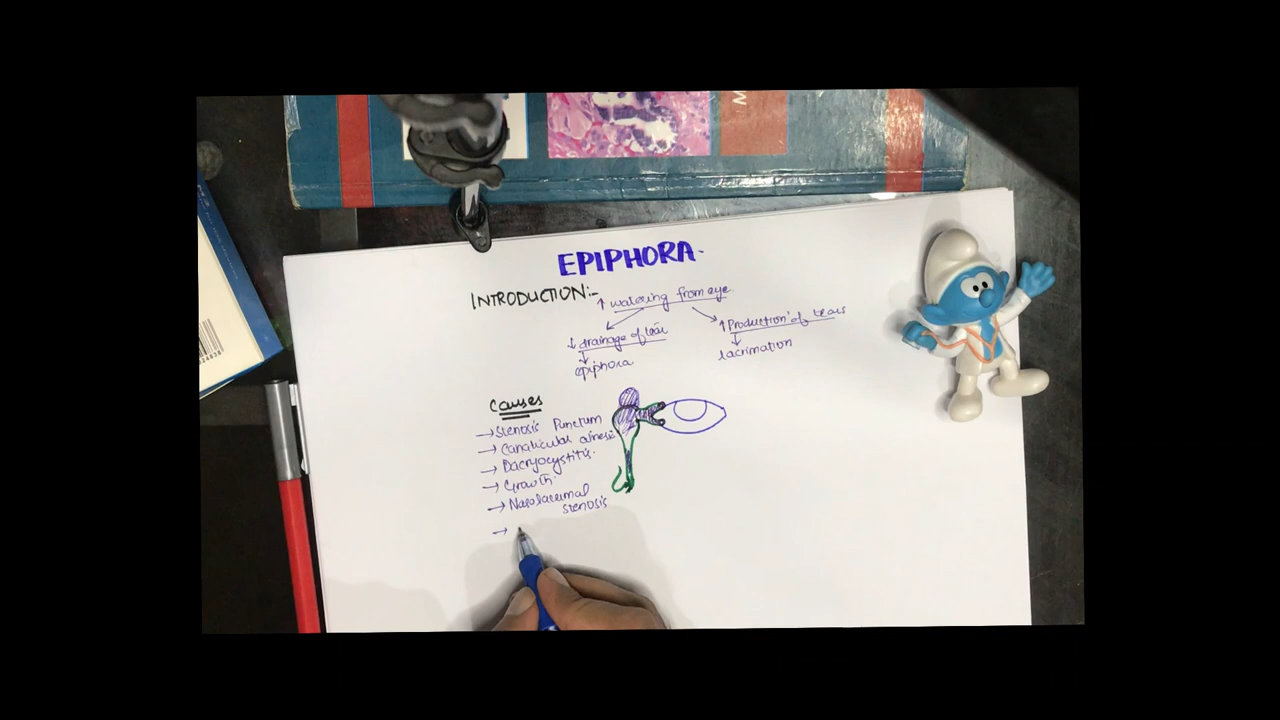 EPIPHORA
INTRODUCTION:-
↑ watering from eye
↓ drainage of tear
↑ Production of tears
↓
epiphora
↓
lacrimation
Causes
→ Stenosis Punctum
→ Canalicular
→ Dacryocystitis
→ Growth
→ Nasolacrimal
stenosis
→
M